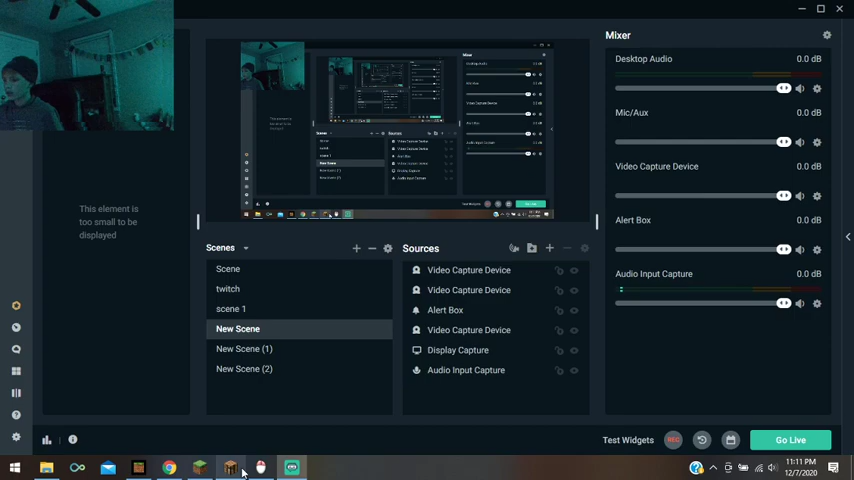 Mixer
Desktop Audio 0.0 dB
Mic/Aux 0.0 dB
Video Capture Device 0.0 dB
Alert Box 0.0 dB
Audio Input Capture 0.0 dB
This element is
too small to be
displayed
Scenes
Scene
twitch
scene 1
New Scene
New Scene (1)
New Scene (2)
Sources
Video Capture Device
Video Capture Device
Alert Box
Video Capture Device
Display Capture
Audio Input Capture
Test Widgets
REC
Go Live
11:11 PM
12/7/2020